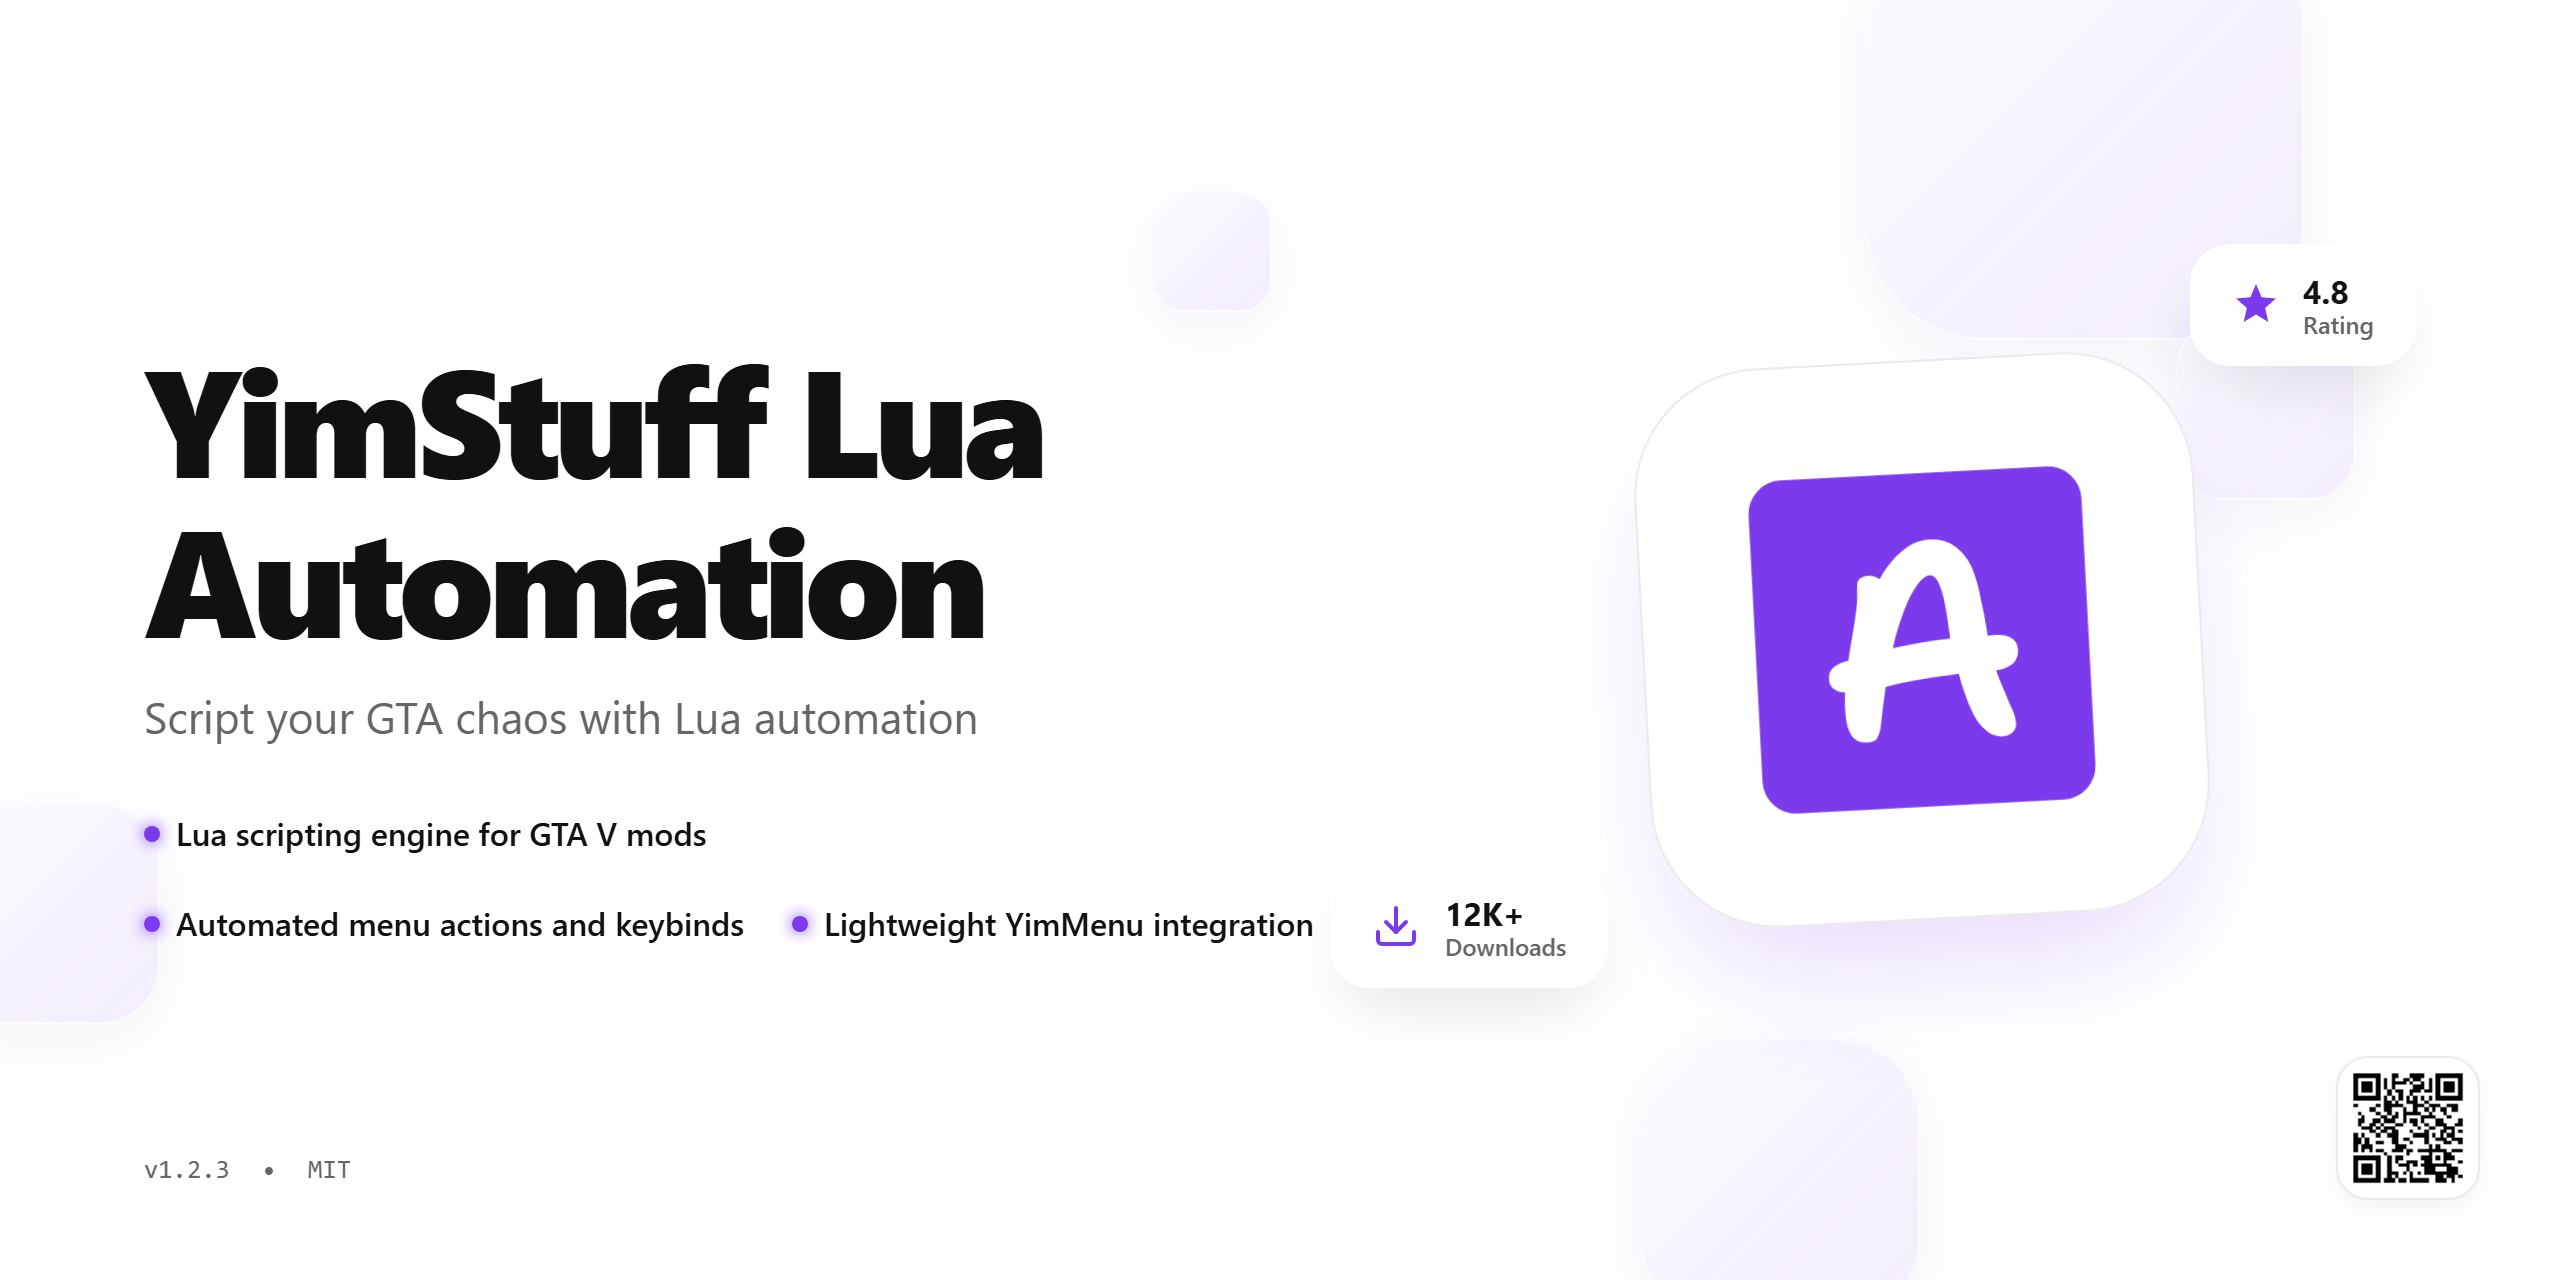 YimStuff Lua
Automation
Script your GTA chaos with Lua automation
Lua scripting engine for GTA V mods
Automated menu actions and keybinds
Lightweight YimMenu integration
12K+
Downloads
4.8
Rating
A
v1.2.3 • MIT